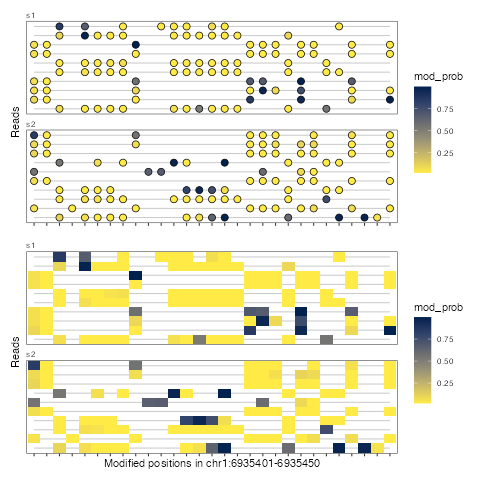 s1
Reads
s2
mod_prob
0.75
0.50
0.25
s1
Reads
s2
mod_prob
0.75
0.50
0.25
Modified positions in chr1:6935401-6935450